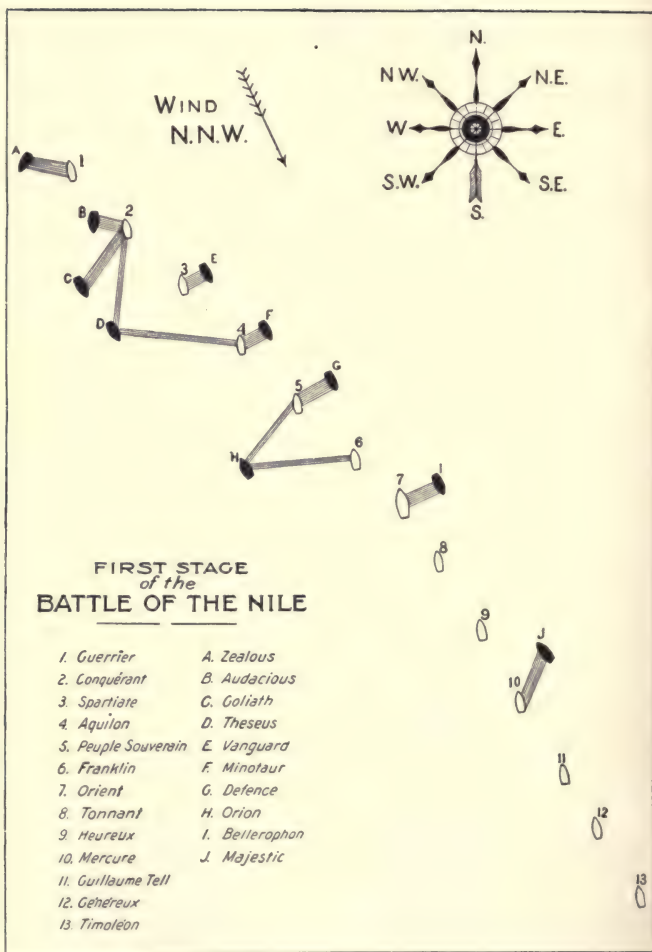 N.
N.W.
N.E.
W
E.
S.W.
S.E.
S.
WIND
N.N.W.
A
1
B
2
C
3
E
D
4
F
G
5
H
6
7
I
8
9
J
10
11
12
13
FIRST STAGE
of the
BATTLE OF THE NILE
1. Guerrier
2. Conquérant
3. Spartiate
4. Aquilon
5. Peuple Souverain
6. Franklin
7. Orient
8. Tonnant
9. Heureux
10. Mercure
11. Guillaume Tell
12. Généreux
13. Timoléon
A. Zealous
B. Audacious
C. Goliath
D. Theseus
E. Vanguard
F. Minotaur
G. Defence
H. Orion
I. Bellerophon
J. Majestic